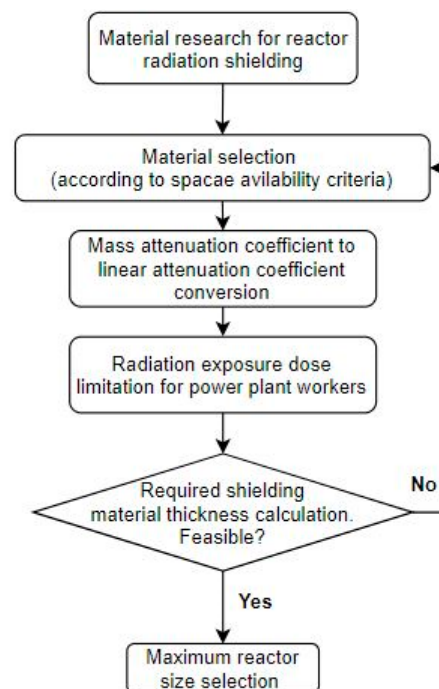 Material research for reactor
radiation shielding
Material selection
(according to spacae avilability criteria)
Mass attenuation coefficient to
linear attenuation coefficient
conversion
Radiation exposure dose
limitation for power plant workers
Required shielding
material thickness calculation.
Feasible?
No
Yes
Maximum reactor
size selection